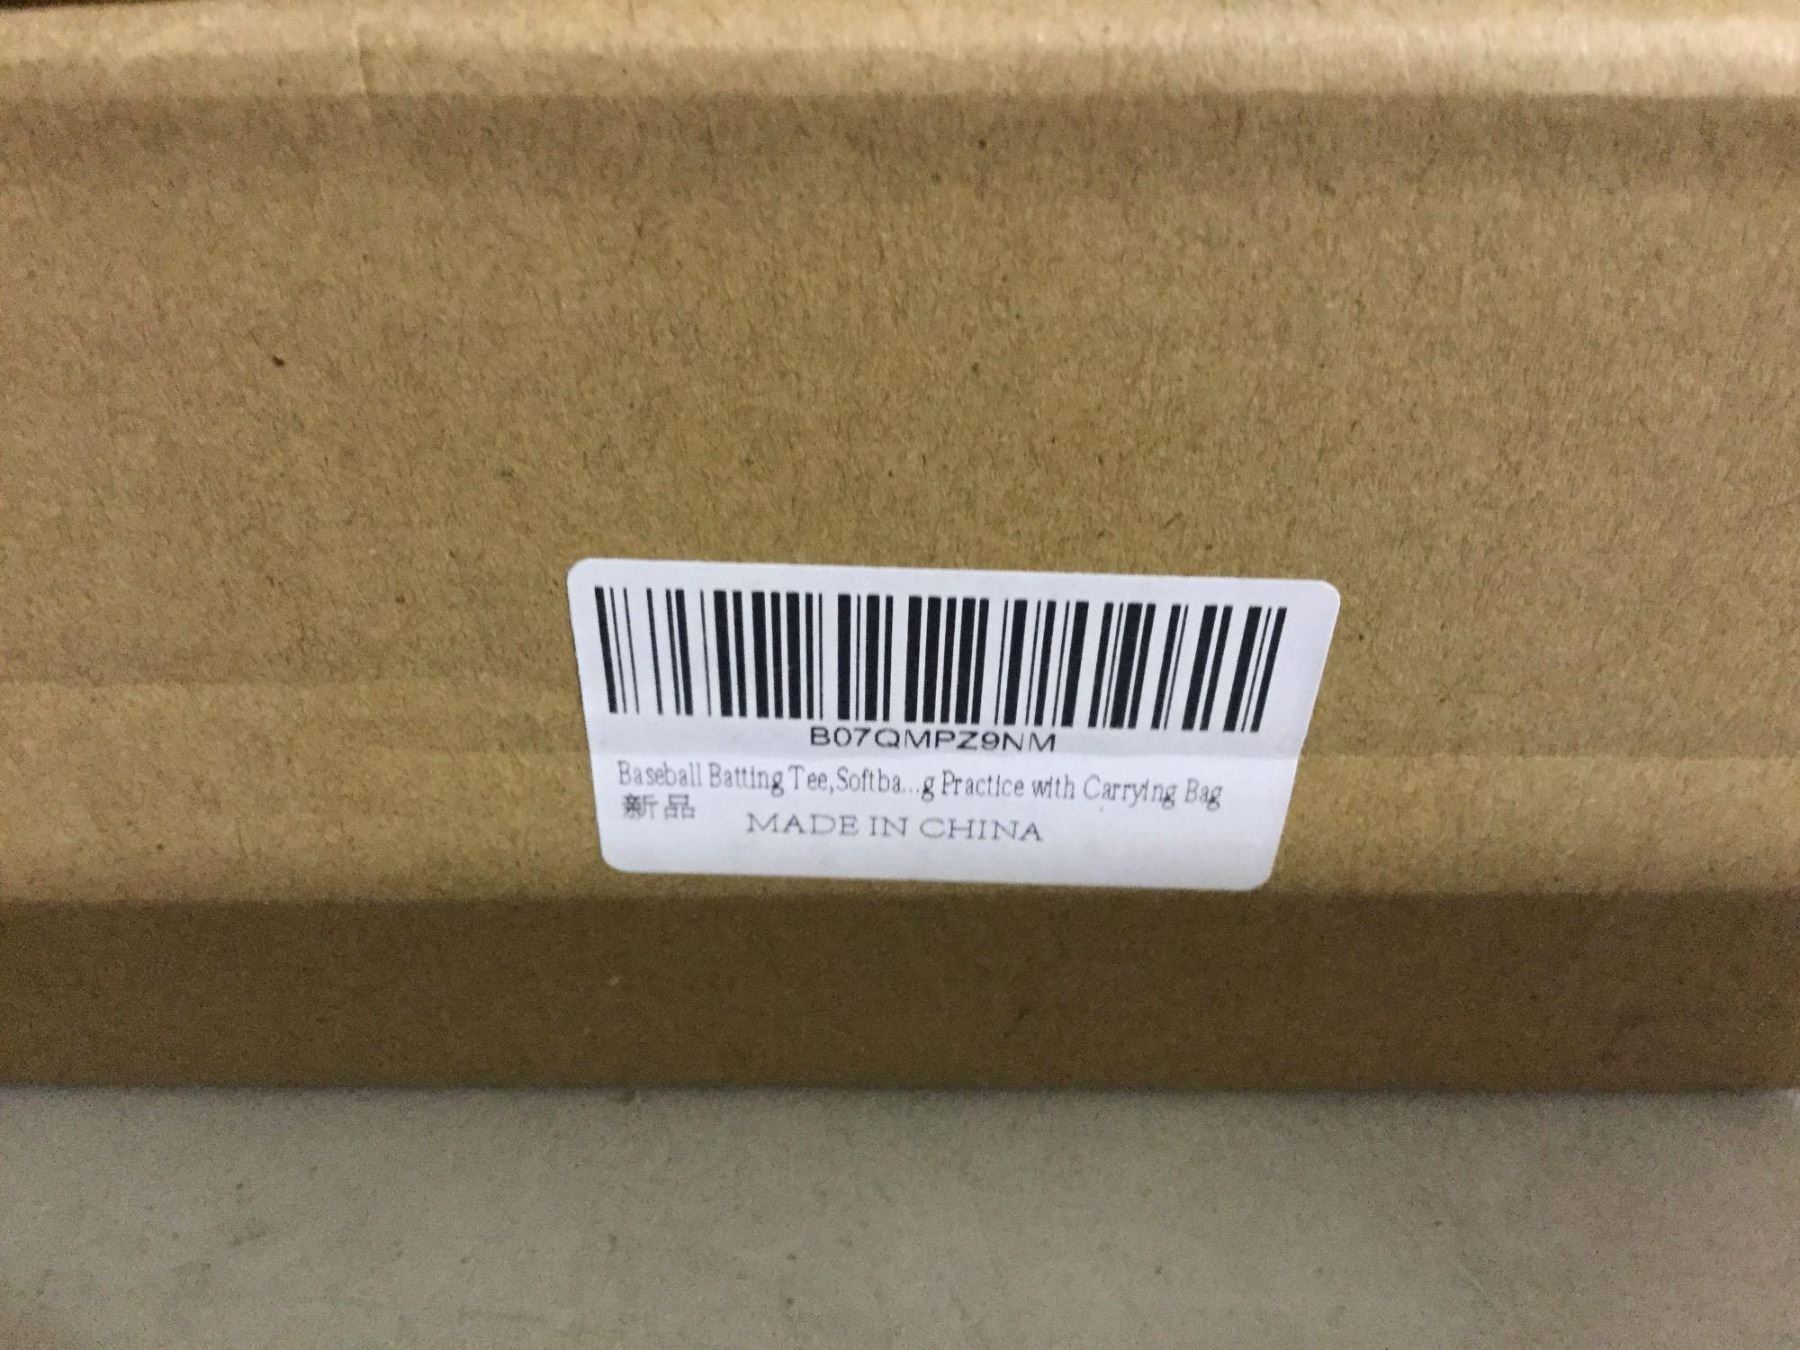 B07QMPZ9NM
Baseball Batting Tee,Softba...g Practice with Carrying Bag
新品
MADE IN CHINA